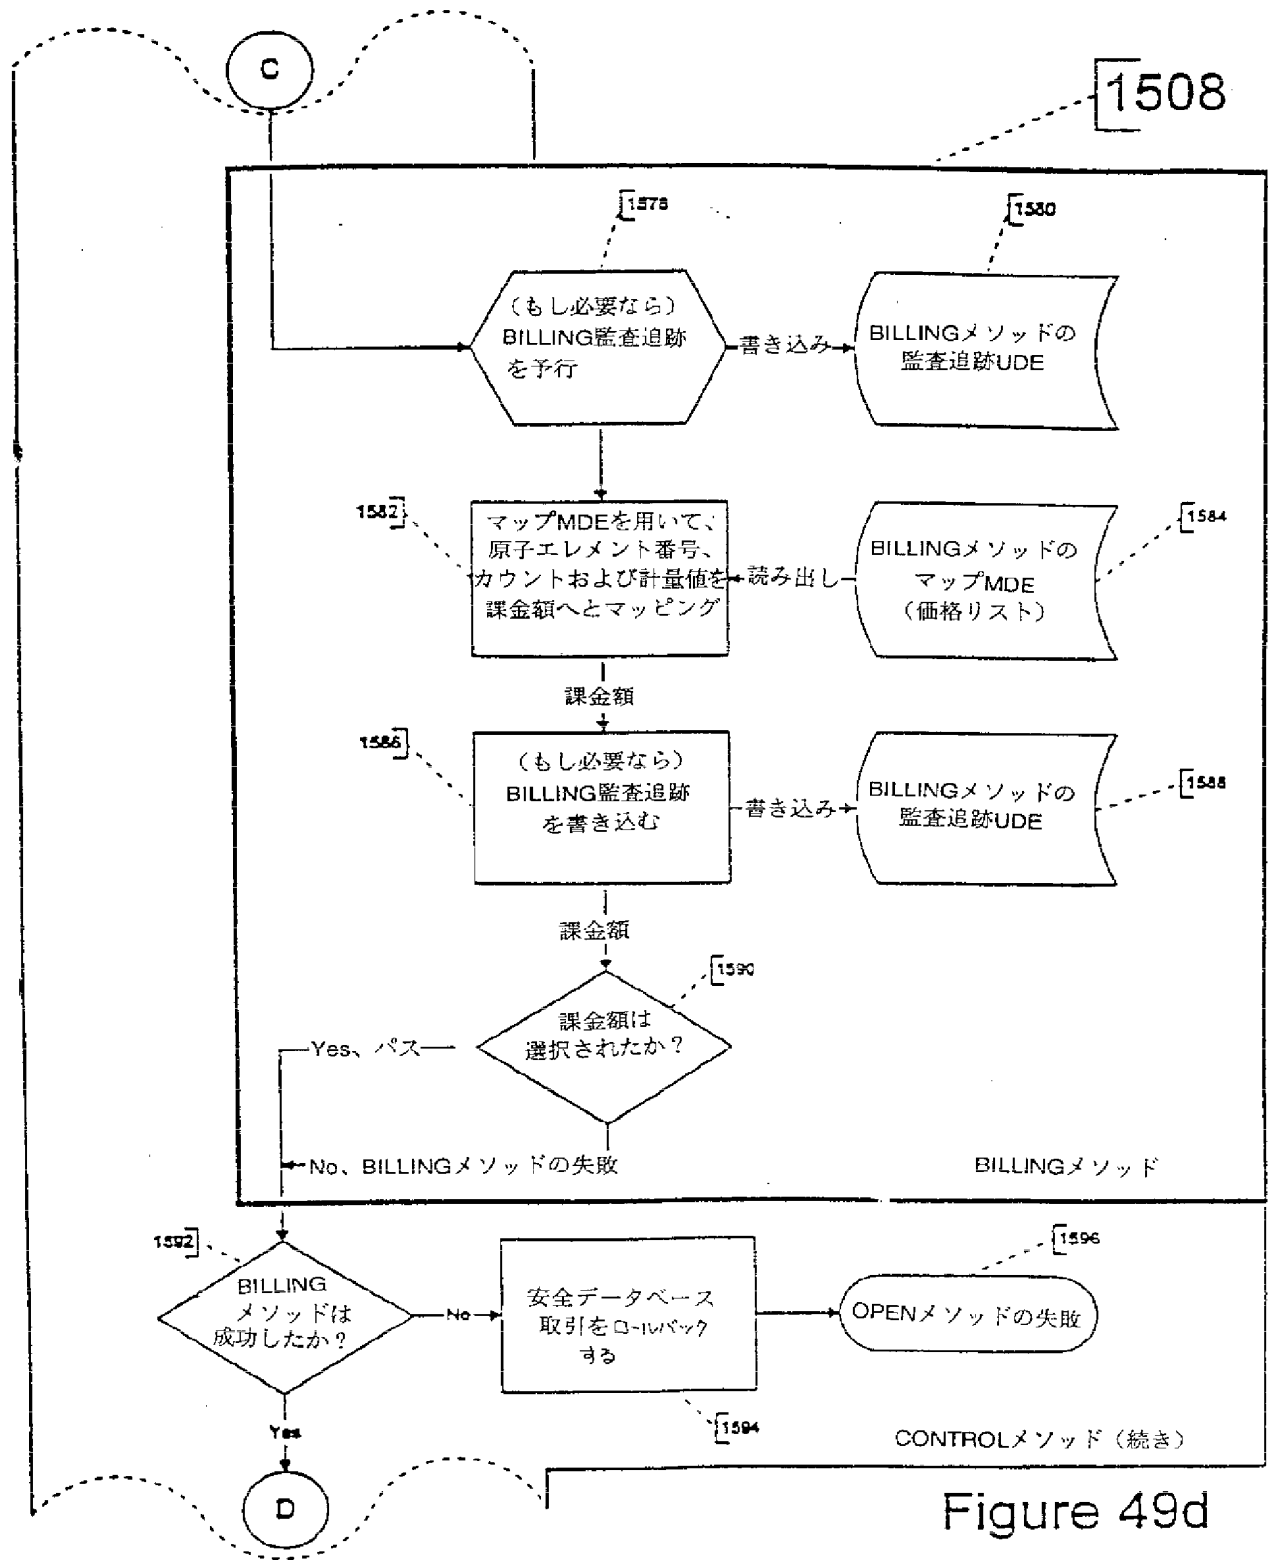 C
1508
1578
1580
(もし必要なら)
BILLING監査追跡
を予行
書き込み
BILLINGメソッドの
監査追跡UDE
1582
マップMDEを用いて、
原子エレメント番号、
カウントおよび計量値を
課金額へとマッピング
読み出し
BILLINGメソッドの
マップMDE
(価格リスト)
1584
課金額
1586
(もし必要なら)
BILLING監査追跡
を書き込む
書き込み
BILLINGメソッドの
監査追跡UDE
1588
課金額
1590
課金額は
選択されたか?
Yes、パス
No、BILLINGメソッドの失敗
BILLINGメソッド
1592
BILLING
メソッドは
成功したか?
No
安全データベース
取引をロールバック
する
1594
OPENメソッドの失敗
1596
Yes
CONTROLメソッド(続き)
D
Figure 49d